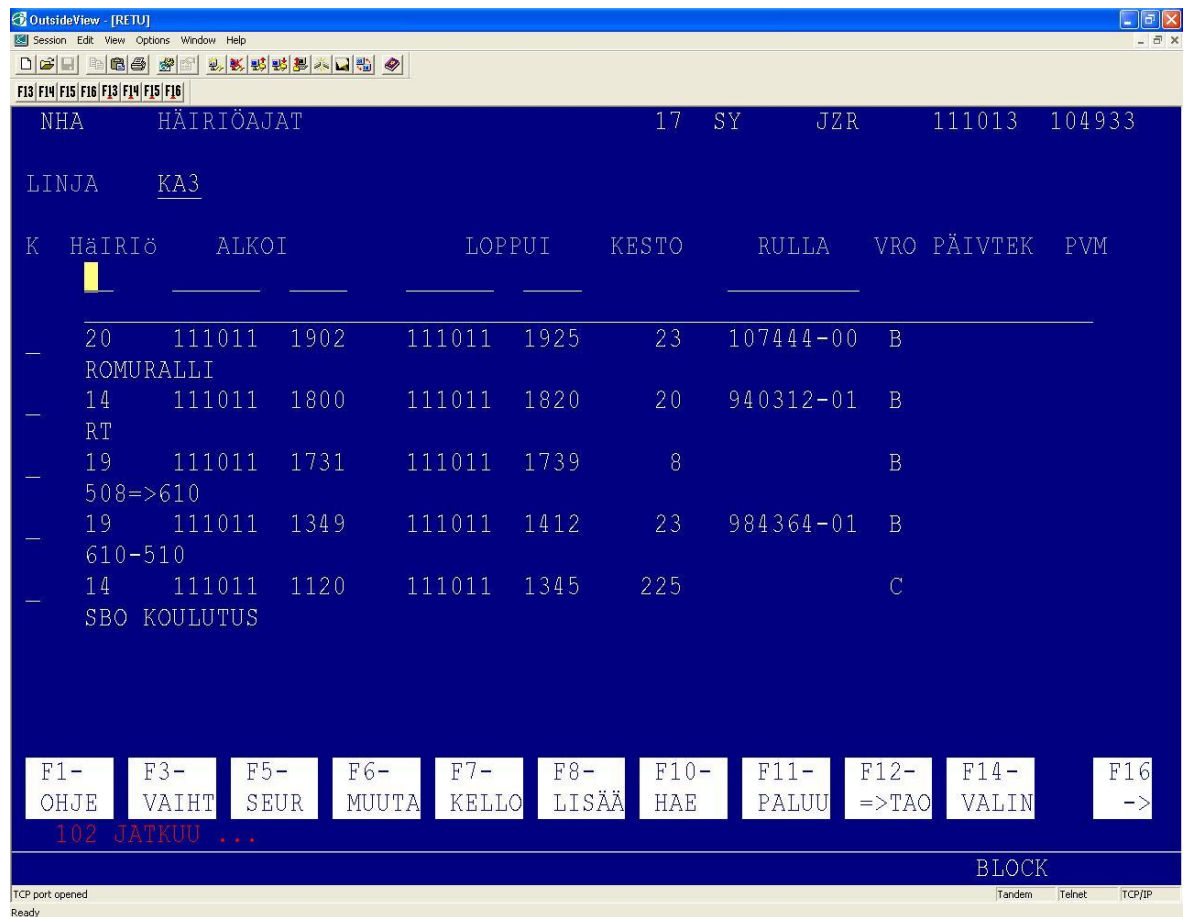 OutsideView - [RETU]
Session Edit View Options Window Help
F13 F14 F15 F16 F13 F14 F15 F16
NHA HÄIRIÖAJAT 17 SY JZR 111013 104933
LINJA KA3
K HäIRIö ALKOI LOPPUI KESTO RULLA VRO PÄIVTEK PVM
20 111011 1902 111011 1925 23 107444-00 B
ROMURALLI
14 111011 1800 111011 1820 20 940312-01 B
RT
19 111011 1731 111011 1739 8 B
508=>610
19 111011 1349 111011 1412 23 984364-01 B
610-510
14 111011 1120 111011 1345 225 C
SBO KOULUTUS
F1- F3- F5- F6- F7- F8- F10- F11- F12- F14- F16
OHJE VAIHT SEUR MUUTA KELLO LISÄÄ HAE PALUU =>TAO VALIN ->
102 JATKUU ...
BLOCK
TCP port opened Tandem Telnet TCP/IP
Ready